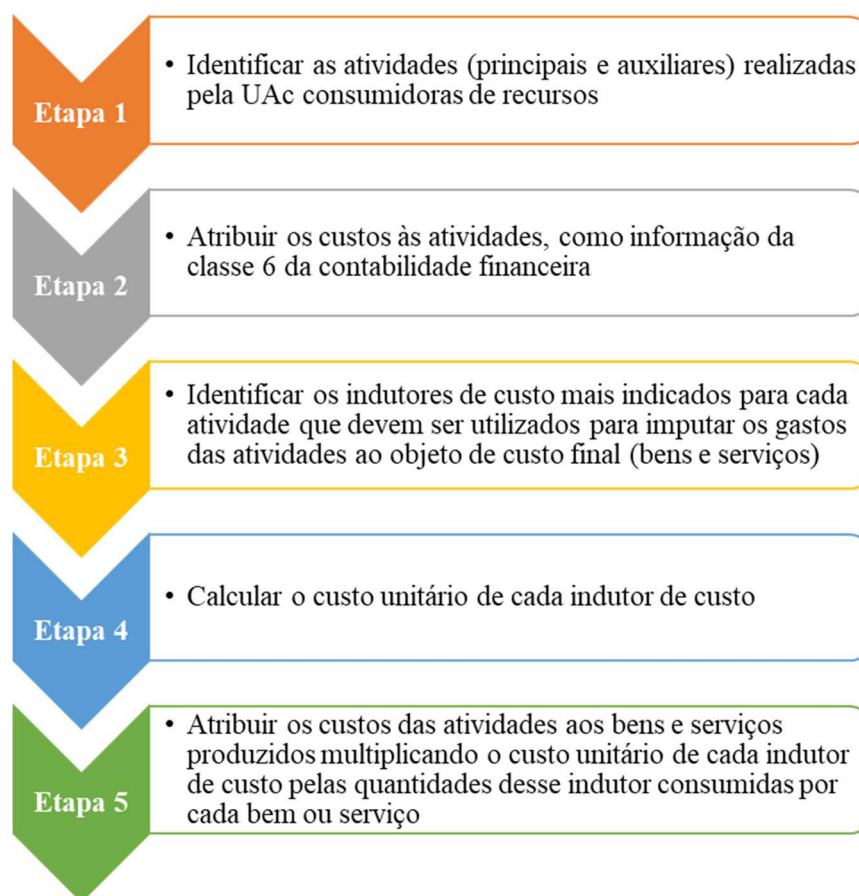 Etapa 1
• Identificar as atividades (principais e auxiliares) realizadas
pela UAc consumidoras de recursos
Etapa 2
• Atribuir os custos às atividades, como informação da
classe 6 da contabilidade financeira
Etapa 3
• Identificar os indutores de custo mais indicados para cada
atividade que devem ser utilizados para imputar os gastos
das atividades ao objeto de custo final (bens e serviços)
Etapa 4
• Calcular o custo unitário de cada indutor de custo
Etapa 5
• Atribuir os custos das atividades aos bens e serviços
produzidos multiplicando o custo unitário de cada indutor
de custo pelas quantidades desse indutor consumidas por
cada bem ou serviço